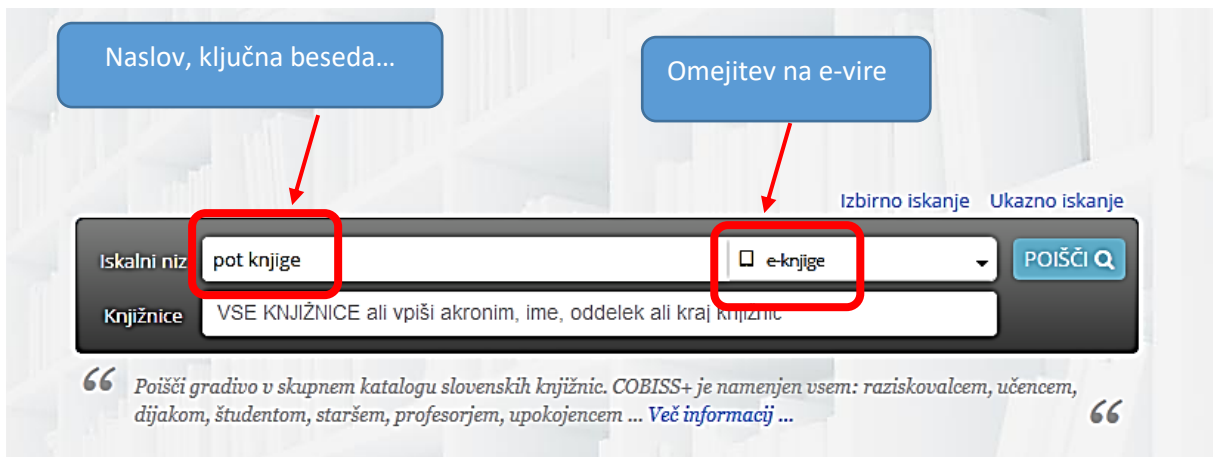 Naslov, ključna beseda…
Omejitev na e-vire
Izbirno iskanje Ukazno iskanje
Iskalni niz pot knjige e-knjige POIŠČI
Knjižnice VSE KNJIŽNICE ali vpiši akronim, ime, oddelek ali kraj knjižnic
“ Poišči gradivo v skupnem katalogu slovenskih knjižnic. COBISS+ je namenjen vsem: raziskovalcem, učencem,
dijakom, študentom, staršem, profesorjem, upokojencem ... Več informacij ... “